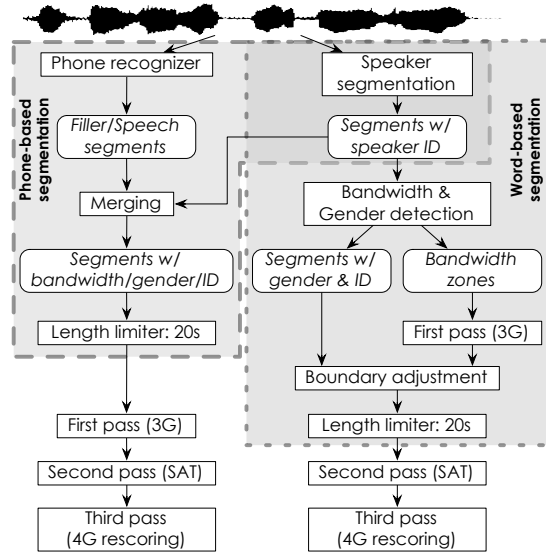 Phone-based
segmentation
Phone recognizer
Filler/Speech
segments
Merging
Segments w/
bandwidth/gender/ID
Length limiter: 20s
First pass (3G)
Second pass (SAT)
Third pass
(4G rescoring)
Word-based
segmentation
Speaker
segmentation
Segments w/
speaker ID
Bandwidth &
Gender detection
Segments w/
gender & ID
Bandwidth
zones
First pass (3G)
Boundary adjustment
Length limiter: 20s
Second pass (SAT)
Third pass
(4G rescoring)